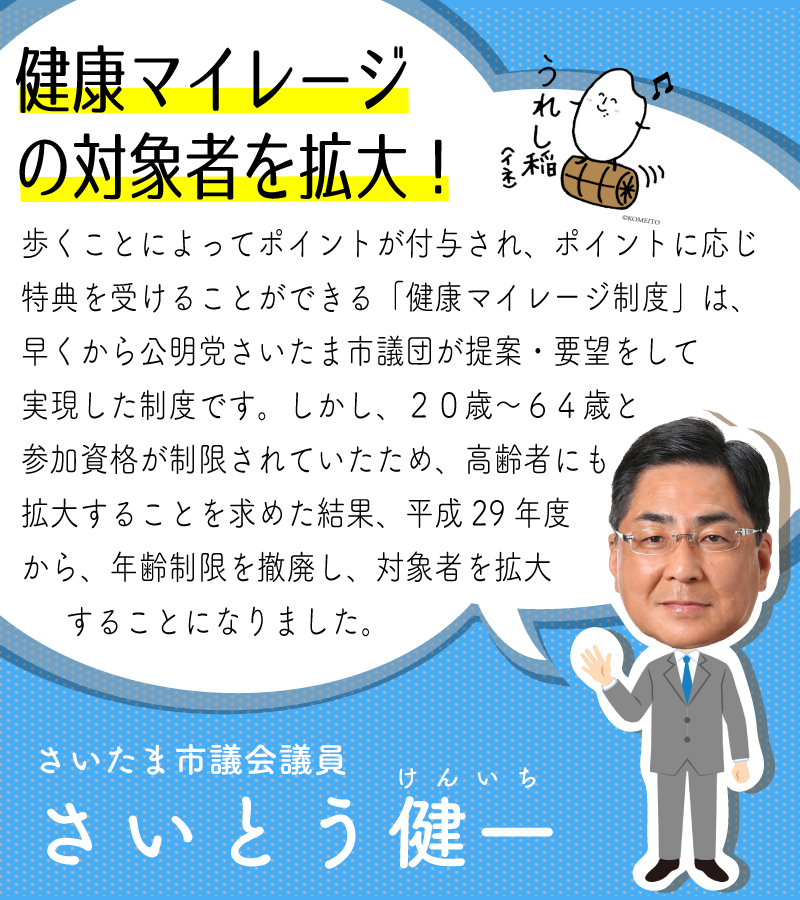 健康マイレージ
の対象者を拡大！
うれし稲
（イネ）
©KOMEITO
歩くことによってポイントが付与され、ポイントに応じ
特典を受けることができる「健康マイレージ制度」は、
早くから公明党さいたま市議団が提案・要望をして
実現した制度です。しかし、２０歳～６４歳と
参加資格が制限されていたため、高齢者にも
拡大することを求めた結果、平成29年度
から、年齢制限を撤廃し、対象者を拡大
することになりました。
さいたま市議会議員
けんいち
さいとう健一